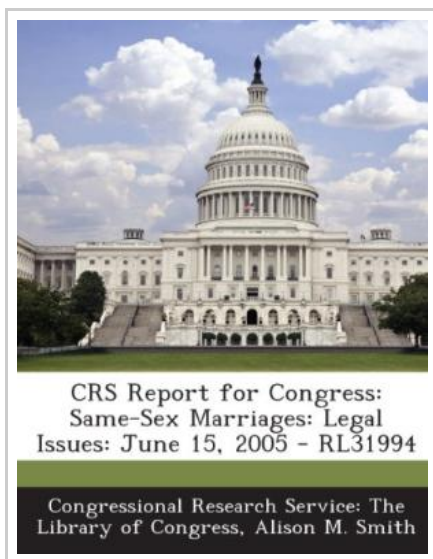 CRS Report for Congress:
Same-Sex Marriages: Legal
Issues: June 15, 2005 - RL31994
Congressional Research Service: The
Library of Congress, Alison M. Smith